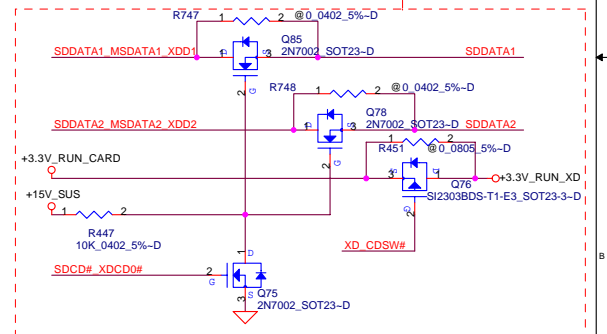 R747 1 2 @0_0402_5%~D
Q85
2N7002_SOT23~D
SDDATA1_MSDATA1_XDD1 1 D S 3 SDDATA1
2 G
R748 1 2 @0_0402_5%~D
Q78
2N7002_SOT23~D
SDDATA2_MSDATA2_XDD2 1 D S 3 SDDATA2
2 G
R451 1 2 @0_0805_5%~D
+3.3V_RUN_CARD 3 S D 1 +3.3V_RUN_XD
Q76
SI2303BDS-T1-E3_SOT23-3~D
+15V_SUS 1 2
G 2
R447
10K_0402_5%~D
XD_CDSW#
B
1 D
SDCD#_XDCD0# 2
G
S 3
Q75
2N7002_SOT23~D